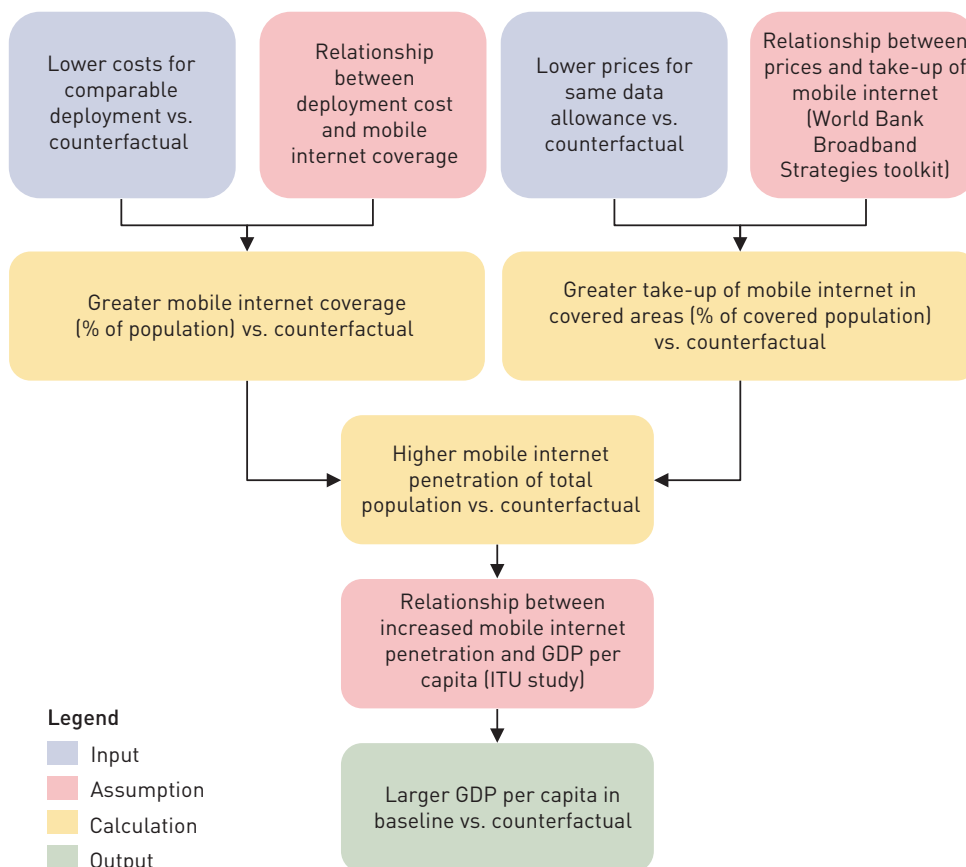 Lower costs for
comparable
deployment vs.
counterfactual
Relationship
between
deployment cost
and mobile
internet coverage
Lower prices for
same data
allowance vs.
counterfactual
Relationship between
prices and take-up of
mobile internet
(World Bank
Broadband
Strategies toolkit)
Greater mobile internet coverage
(% of population) vs. counterfactual
Greater take-up of mobile internet in
covered areas (% of covered population)
vs. counterfactual
Higher mobile internet
penetration of total
population vs. counterfactual
Relationship between
increased mobile internet
penetration and GDP per
capita (ITU study)
Larger GDP per capita in
baseline vs. counterfactual
Legend
Input
Assumption
Calculation
Output